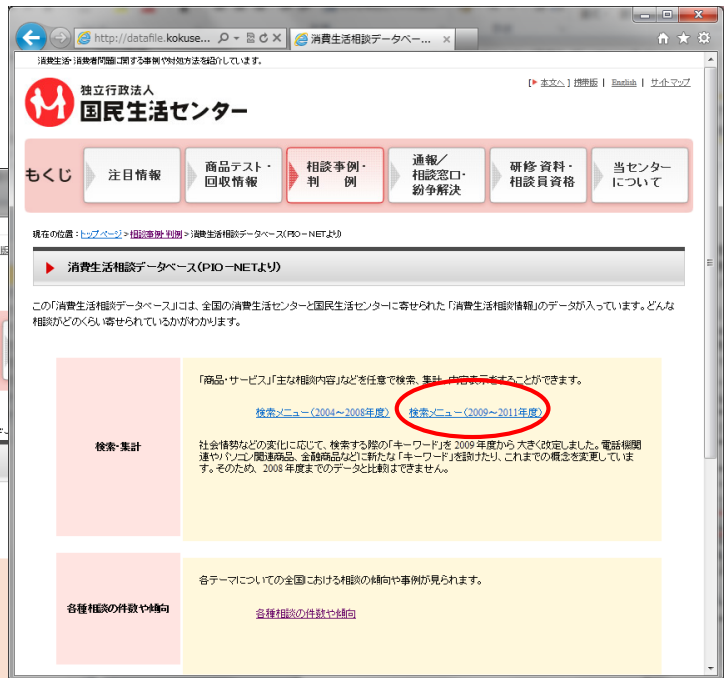 http://datafile.kokuse...
消費生活相談データベー...
消費生活・消費者問題に関する事例や対処方法を紹介しています。
[▶ 本文へ] 携帯版 | English | サイトマップ
独立行政法人
国民生活センター
もくじ
注目情報
商品テスト・
回収情報
相談事例・
判 例
通報／
相談窓口・
紛争解決
研修・資料・
相談員資格
当センター
について
現在の位置：トップページ > 相談事例・判例 > 消費生活相談データベース(PIO－NETより)
消費生活相談データベース(PIO－NETより)
この「消費生活相談データベース」には、全国の消費生活センターと国民生活センターに寄せられた「消費生活相談情報」のデータが入っています。どんな
相談がどのくらい寄せられているかがわかります。
検索・集計
「商品・サービス」「主な相談内容」などを任意で検索、集計、内容表示をすることができます。
検索メニュー（2004～2008年度）
検索メニュー（2009～2011年度）
社会情勢などの変化に応じて、検索する際の「キーワード」を 2009 年度から大きく改定しました。電話機関
連やパソコン関連商品、金融商品などに新たな「キーワード」を設けたり、これまでの概念を変更していま
す。そのため、2008 年度までのデータと比較はできません。
各種相談の件数や傾向
各テーマについての全国における相談の傾向や事例が見られます。
各種相談の件数や傾向